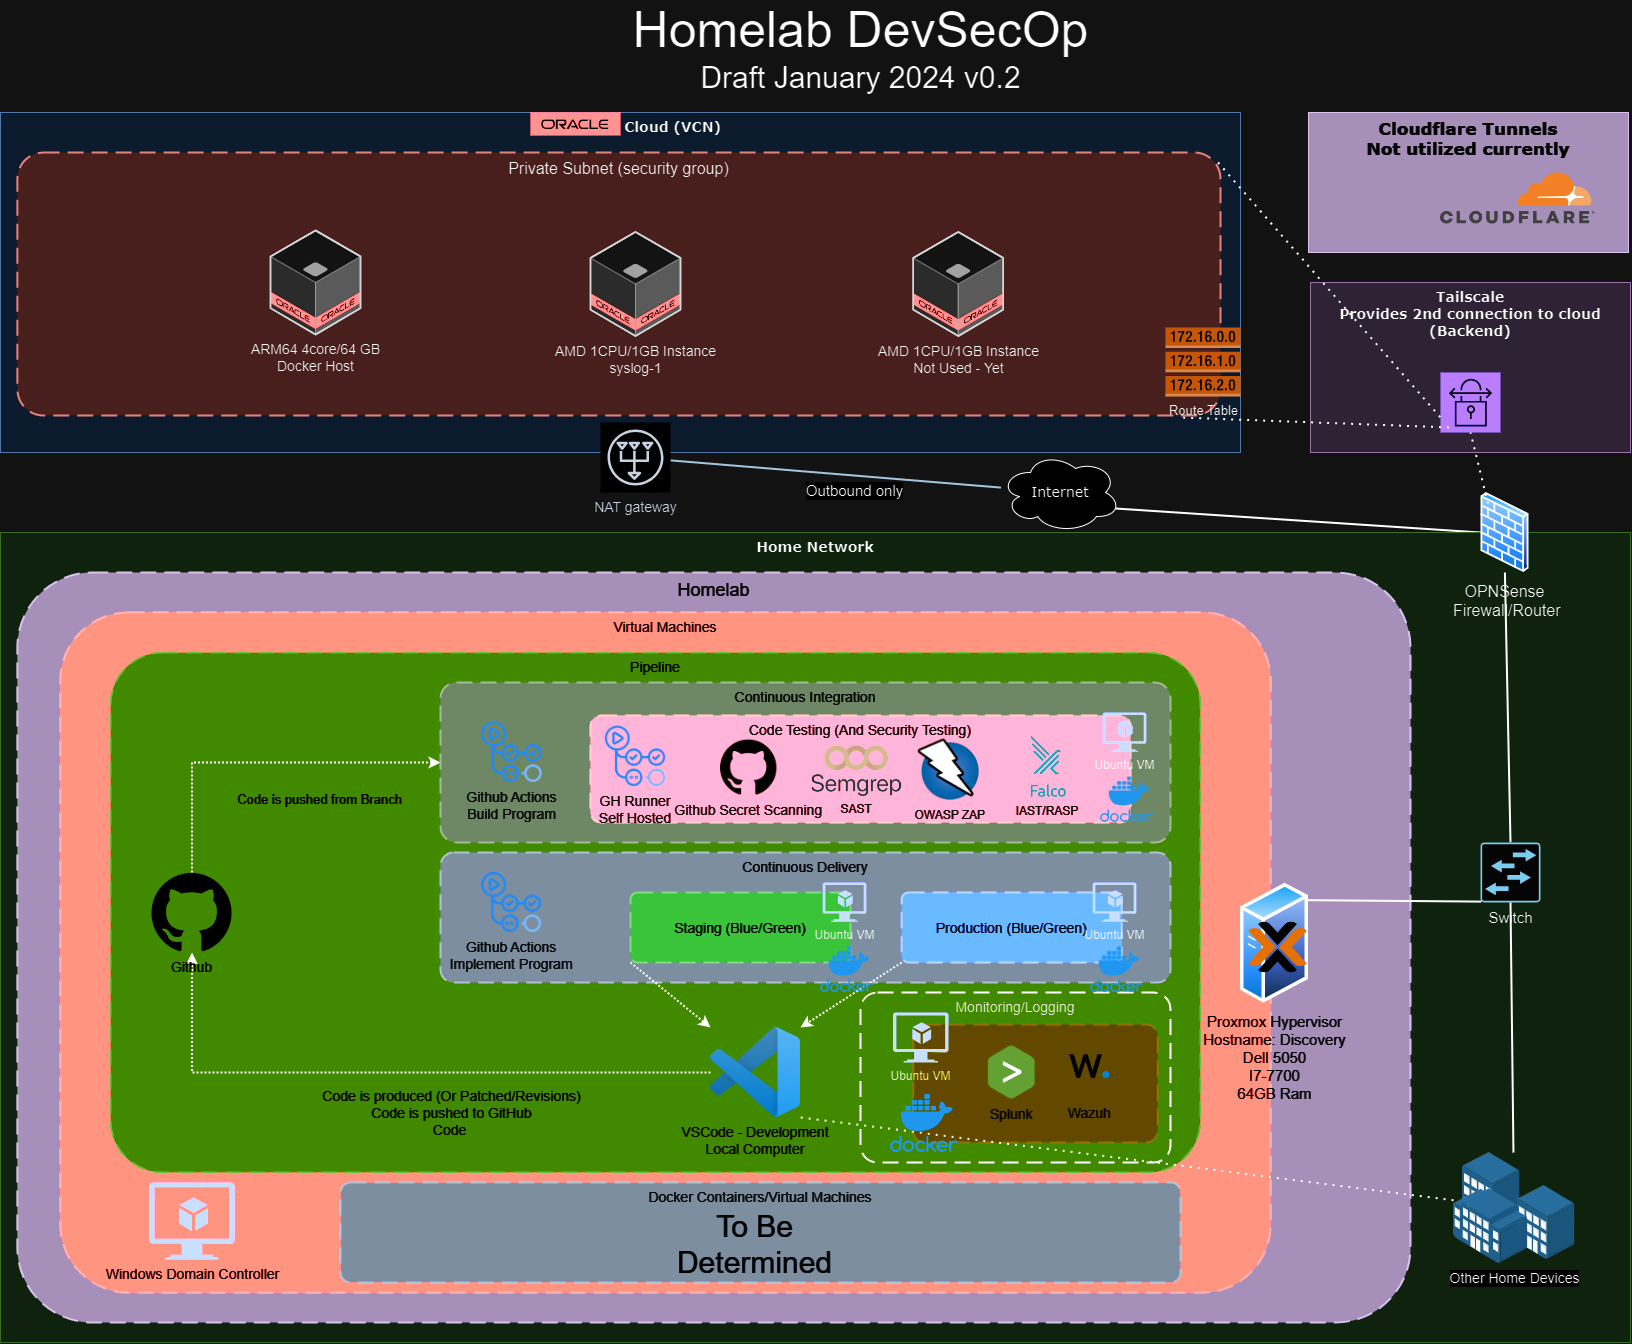 Homelab DevSecOp
Draft January 2024 v0.2
ORACLE Cloud (VCN)
Private Subnet (security group)
ORACLE ORACLE
ARM64 4core/64 GB
Docker Host
ORACLE ORACLE
AMD 1CPU/1GB Instance
syslog-1
ORACLE ORACLE
AMD 1CPU/1GB Instance
Not Used - Yet
172.16.0.0
172.16.1.0
172.16.2.0
Route Table
Cloudflare Tunnels
Not utilized currently
CLOUDFLARE
Tailscale
Provides 2nd connection to cloud
(Backend)
NAT gateway
Outbound only
Internet
OPNSense
Firewall/Router
Home Network
Homelab
Virtual Machines
Pipeline
Continuous Integration
Github Actions
Build Program
Code Testing (And Security Testing)
GH Runner
Self Hosted
Github Secret Scanning
Semgrep
SAST
OWASP ZAP
Falco
IAST/RASP
Ubuntu VM
docker
Code is pushed from Branch
Continuous Delivery
Github Actions
Implement Program
Staging (Blue/Green)
Ubuntu VM
docker
Production (Blue/Green)
Ubuntu VM
docker
Github
Code is produced (Or Patched/Revisions)
Code is pushed to GitHub
Code
VSCode - Development
Local Computer
Monitoring/Logging
Ubuntu VM
docker
Splunk
W.
Wazuh
Proxmox Hypervisor
Hostname: Discovery
Dell 5050
I7-7700
64GB Ram
Switch
Other Home Devices
Windows Domain Controller
Docker Containers/Virtual Machines
To Be
Determined